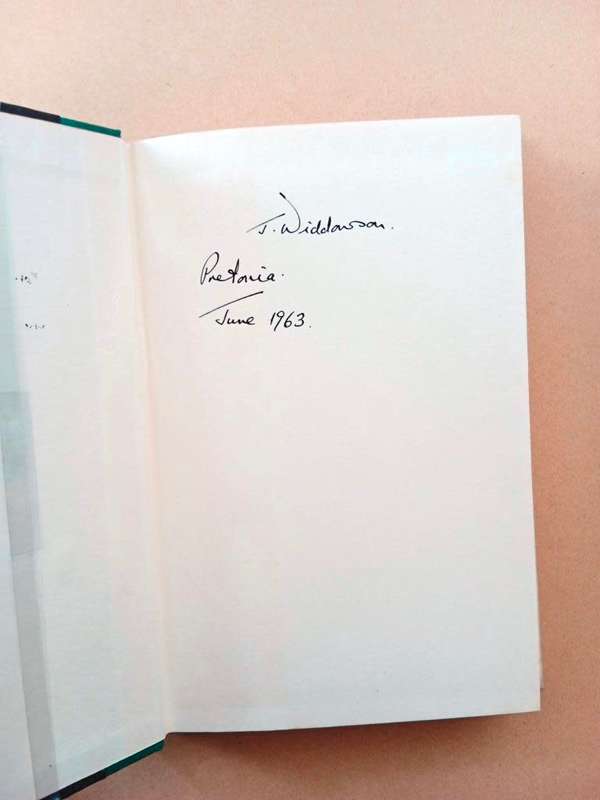 J. Widdowson.
Pretoria.
June 1963.